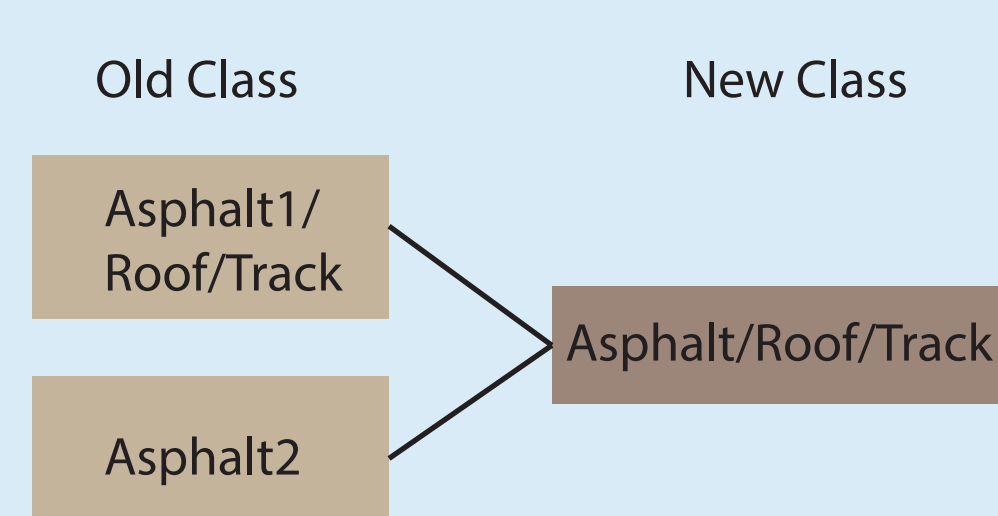 Old Class
New Class
Asphalt1/
Roof/Track
Asphalt/Roof/Track
Asphalt2